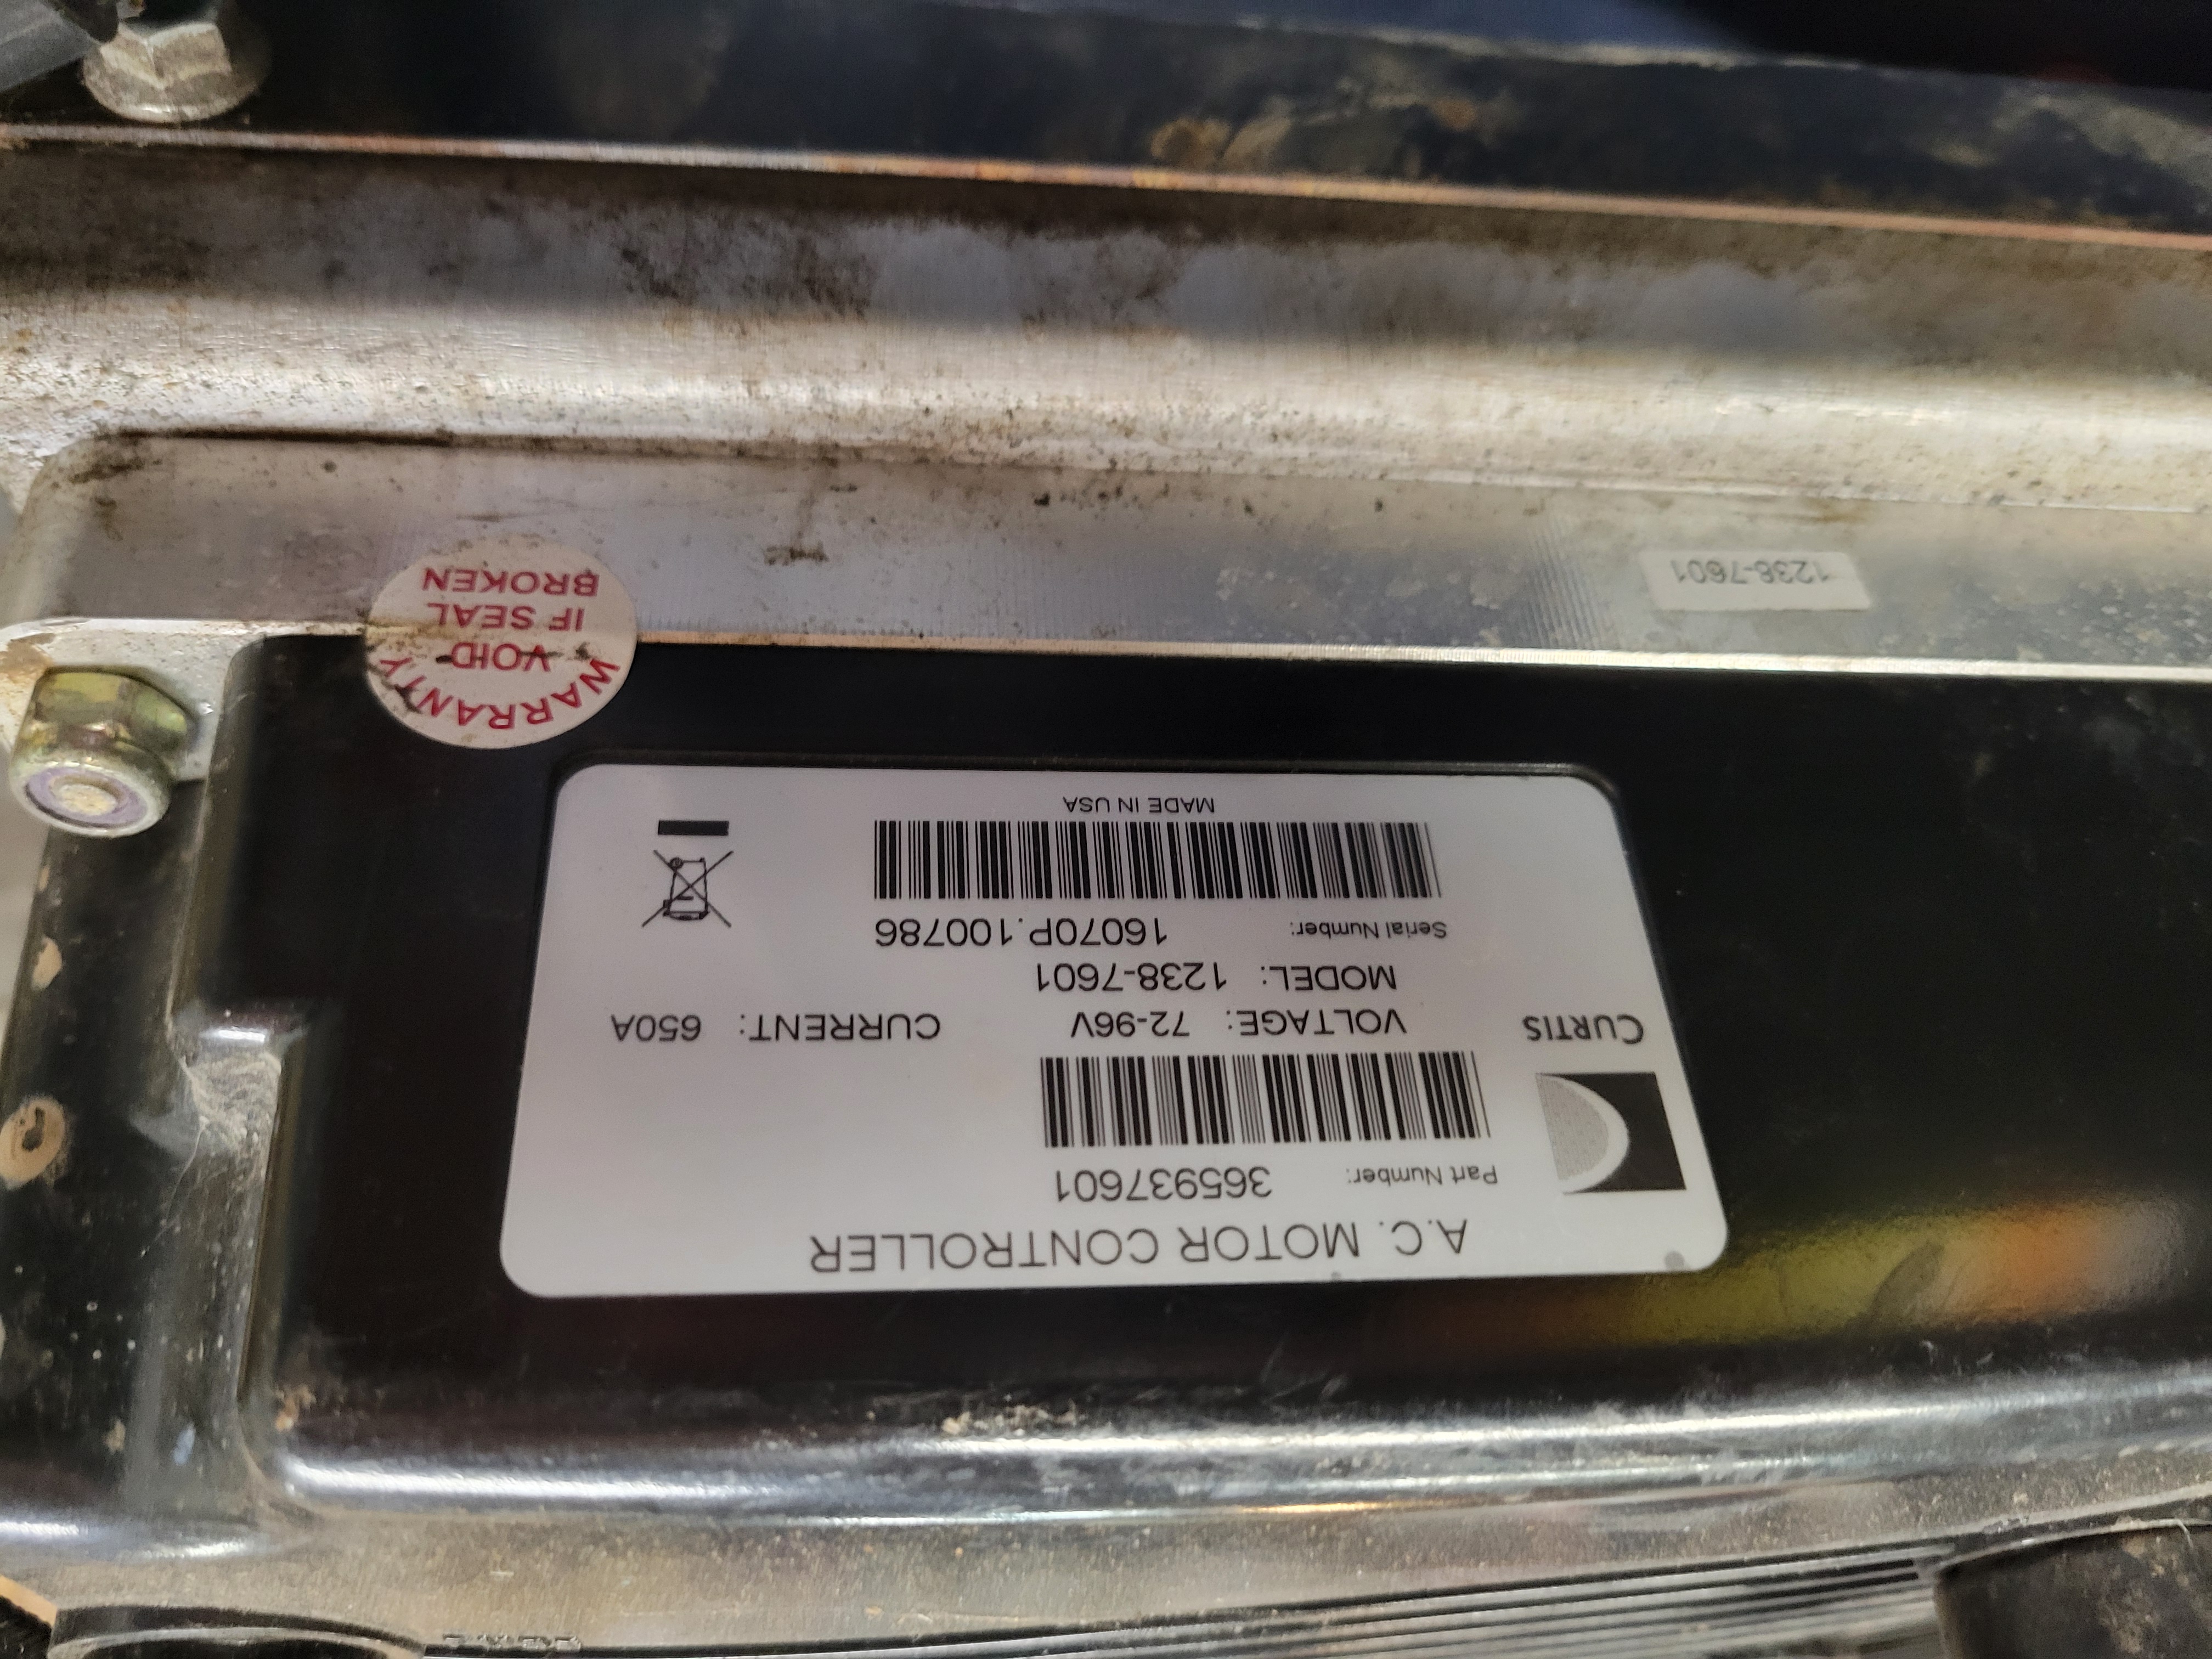 A.C. MOTOR CONTROLLER
Part Number: 365937601
CURTIS
VOLTAGE: 72-96V CURRENT: 650A
MODEL: 1238-7601
Serial Number: 16070P.100786
MADE IN USA
WARRANTY
VOID
IF SEAL
BROKEN
1238-7601